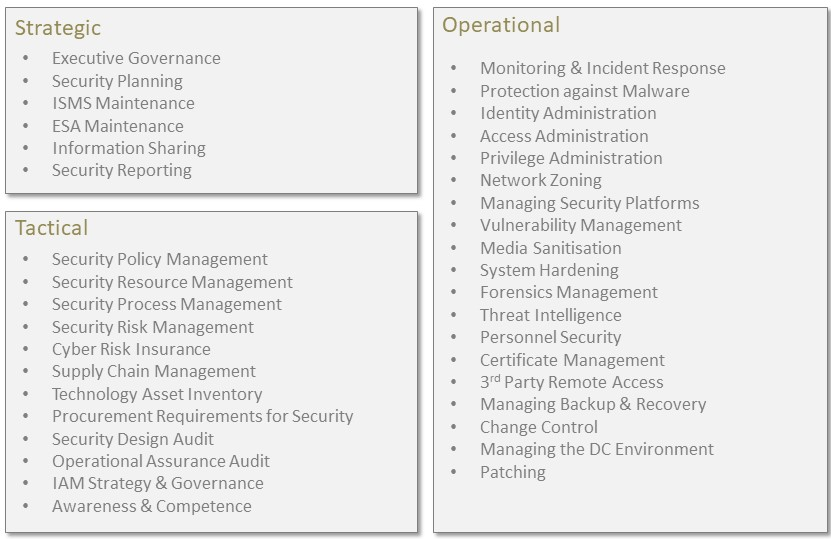 Strategic
• Executive Governance
• Security Planning
• ISMS Maintenance
• ESA Maintenance
• Information Sharing
• Security Reporting
Tactical
• Security Policy Management
• Security Resource Management
• Security Process Management
• Security Risk Management
• Cyber Risk Insurance
• Supply Chain Management
• Technology Asset Inventory
• Procurement Requirements for Security
• Security Design Audit
• Operational Assurance Audit
• IAM Strategy & Governance
• Awareness & Competence
Operational
• Monitoring & Incident Response
• Protection against Malware
• Identity Administration
• Access Administration
• Privilege Administration
• Network Zoning
• Managing Security Platforms
• Vulnerability Management
• Media Sanitisation
• System Hardening
• Forensics Management
• Threat Intelligence
• Personnel Security
• Certificate Management
• 3rd Party Remote Access
• Managing Backup & Recovery
• Change Control
• Managing the DC Environment
• Patching